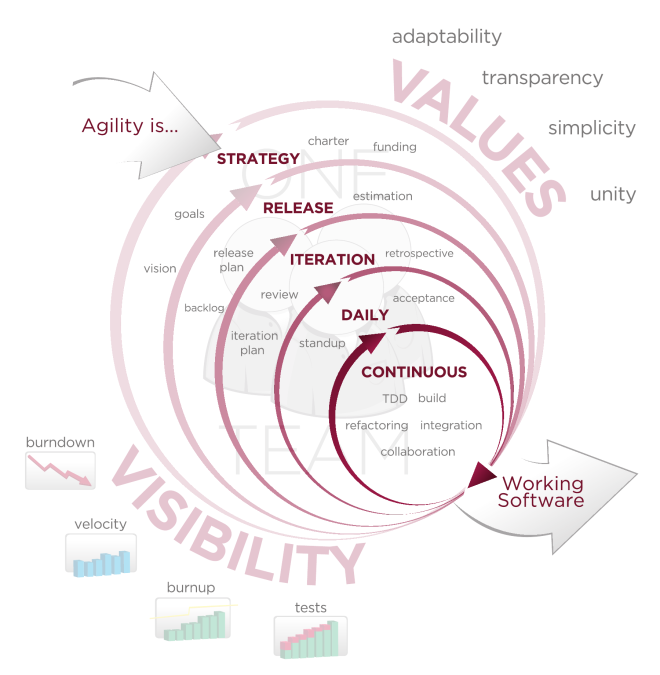 adaptability
VALUES
transparency
Agility is...
simplicity
charter
funding
STRATEGY
ONE
unity
estimation
goals
RELEASE
release
plan
retrospective
ITERATION
vision
review
acceptance
backlog
DAILY
iteration
plan
standup
CONTINUOUS
TDD
build
refactoring
integration
TEAM
collaboration
burndown
VISIBILITY
Working
Software
velocity
burnup
tests